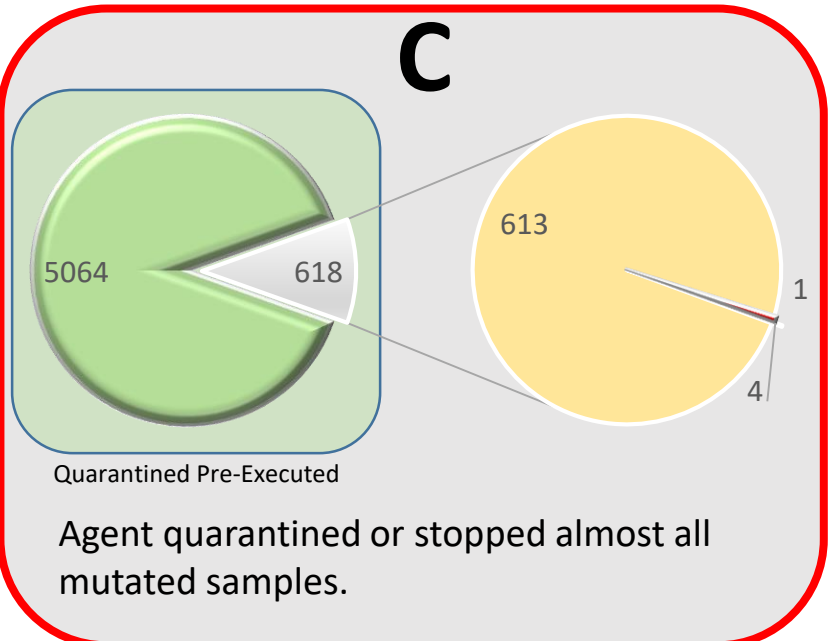 C
5064
618
613
1
4
Quarantined Pre-Executed
Agent quarantined or stopped almost all
mutated samples.